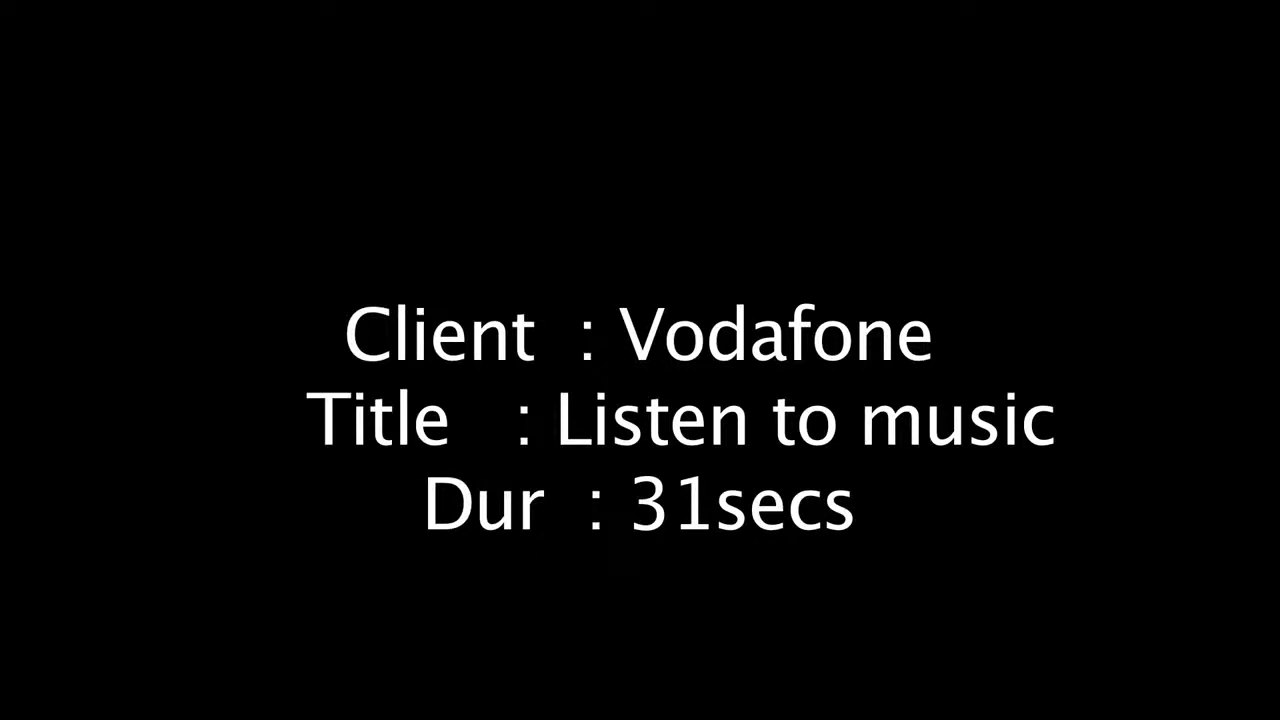 Client : Vodafone
Title : Listen to music
Dur : 31secs